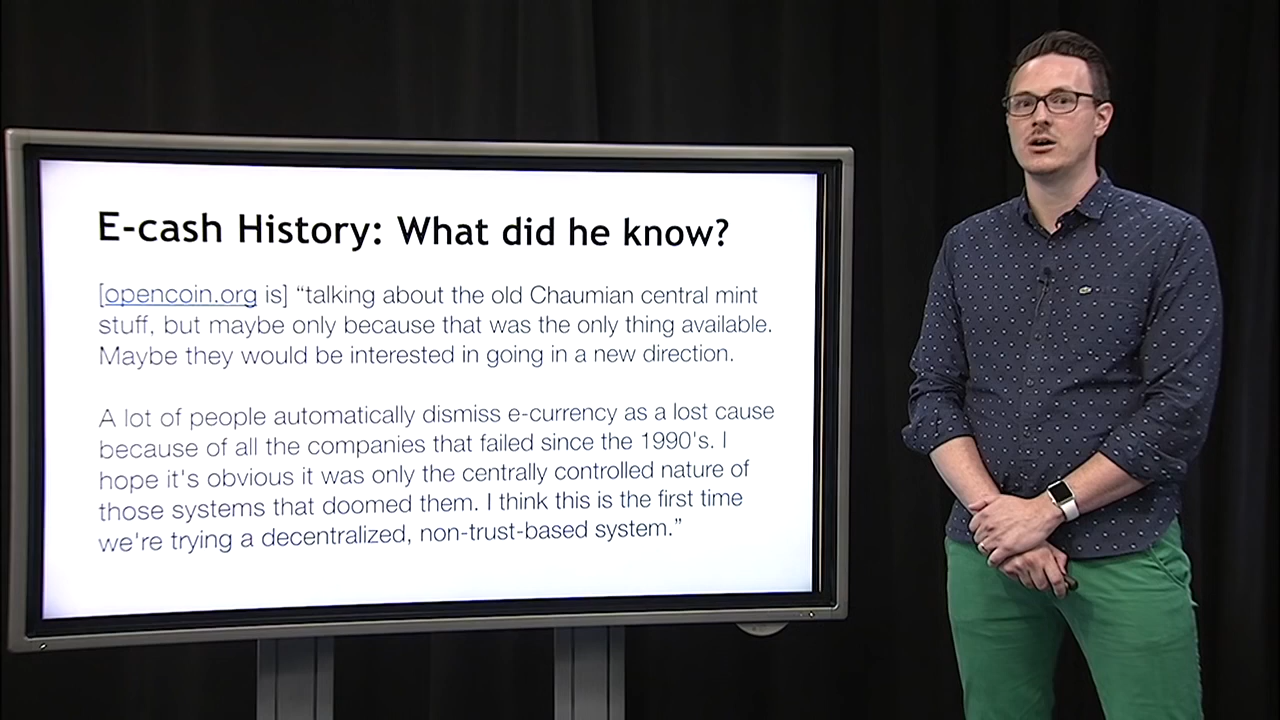 E-cash History: What did he know?
[opencoin.org is] “talking about the old Chaumian central mint
stuff, but maybe only because that was the only thing available.
Maybe they would be interested in going in a new direction.
A lot of people automatically dismiss e-currency as a lost cause
because of all the companies that failed since the 1990's. I
hope it's obvious it was only the centrally controlled nature of
those systems that doomed them. I think this is the first time
we're trying a decentralized, non-trust-based system.”